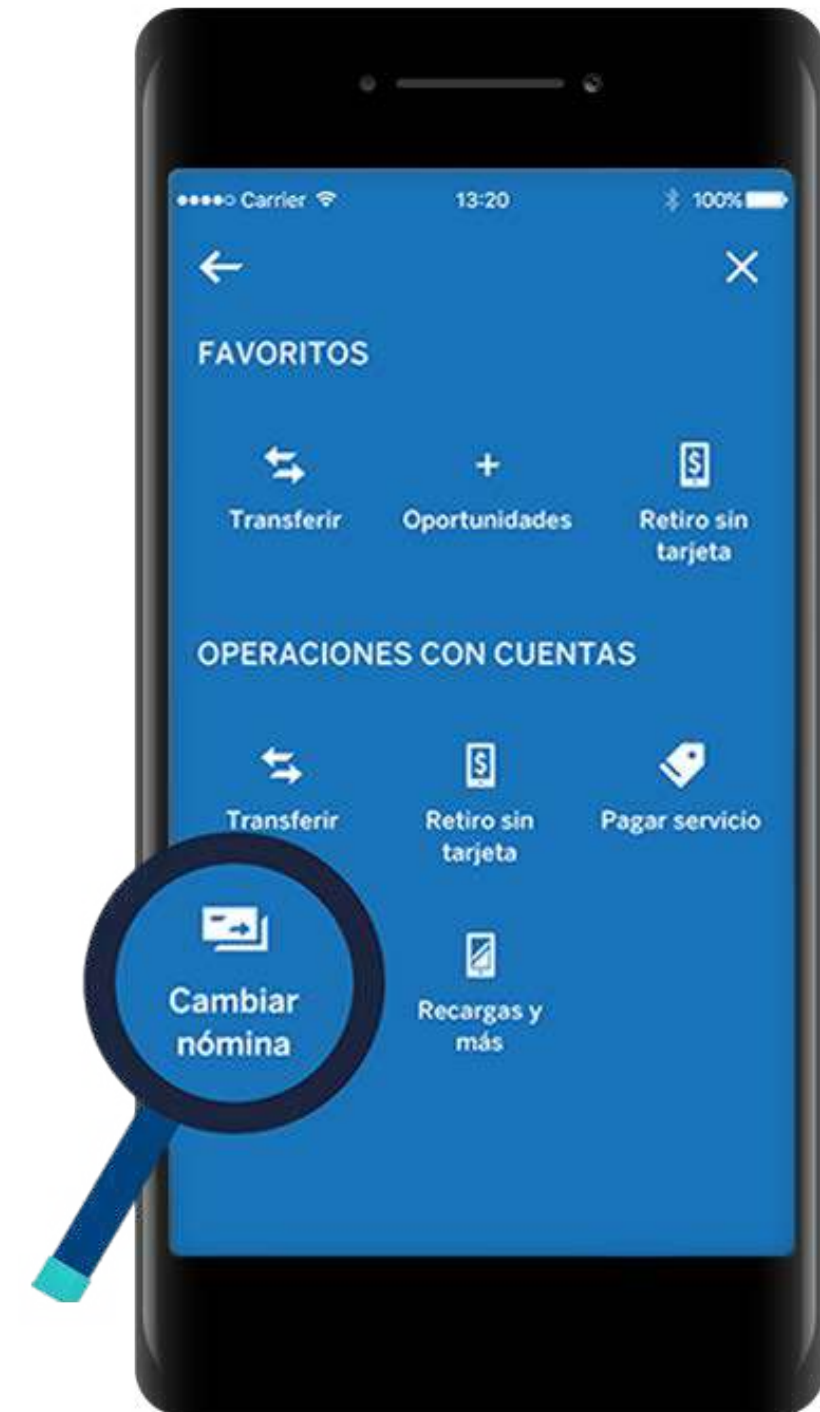 Carrier 13:20 100%
FAVORITOS
Transferir Oportunidades Retiro sin
tarjeta
OPERACIONES CON CUENTAS
Transferir Retiro sin Pagar servicio
tarjeta
Cambiar Recargas y
nómina más